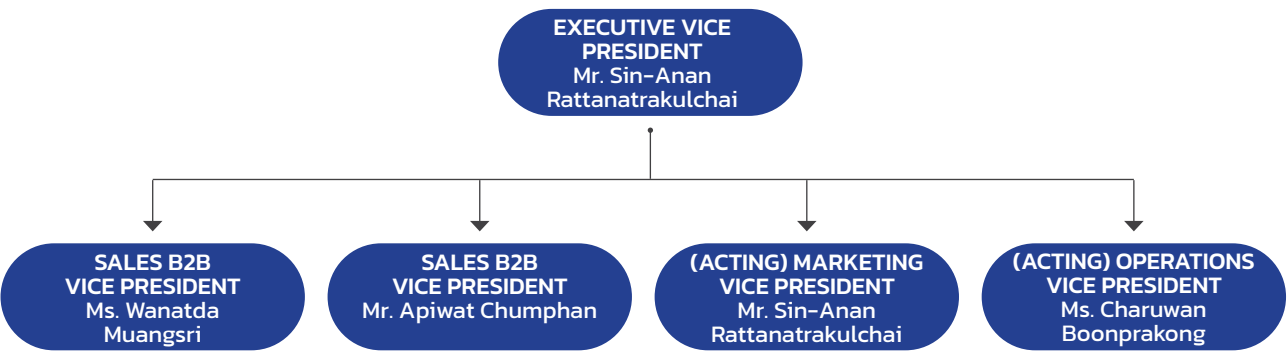 EXECUTIVE VICE
PRESIDENT
Mr. Sin-Anan
Rattanatrakulchai
SALES B2B
VICE PRESIDENT
Ms. Wanatda
Muangsri
SALES B2B
VICE PRESIDENT
Mr. Apiwat Chumphan
(ACTING) MARKETING
VICE PRESIDENT
Mr. Sin-Anan
Rattanatrakulchai
(ACTING) OPERATIONS
VICE PRESIDENT
Ms. Charuwan
Boonprakong